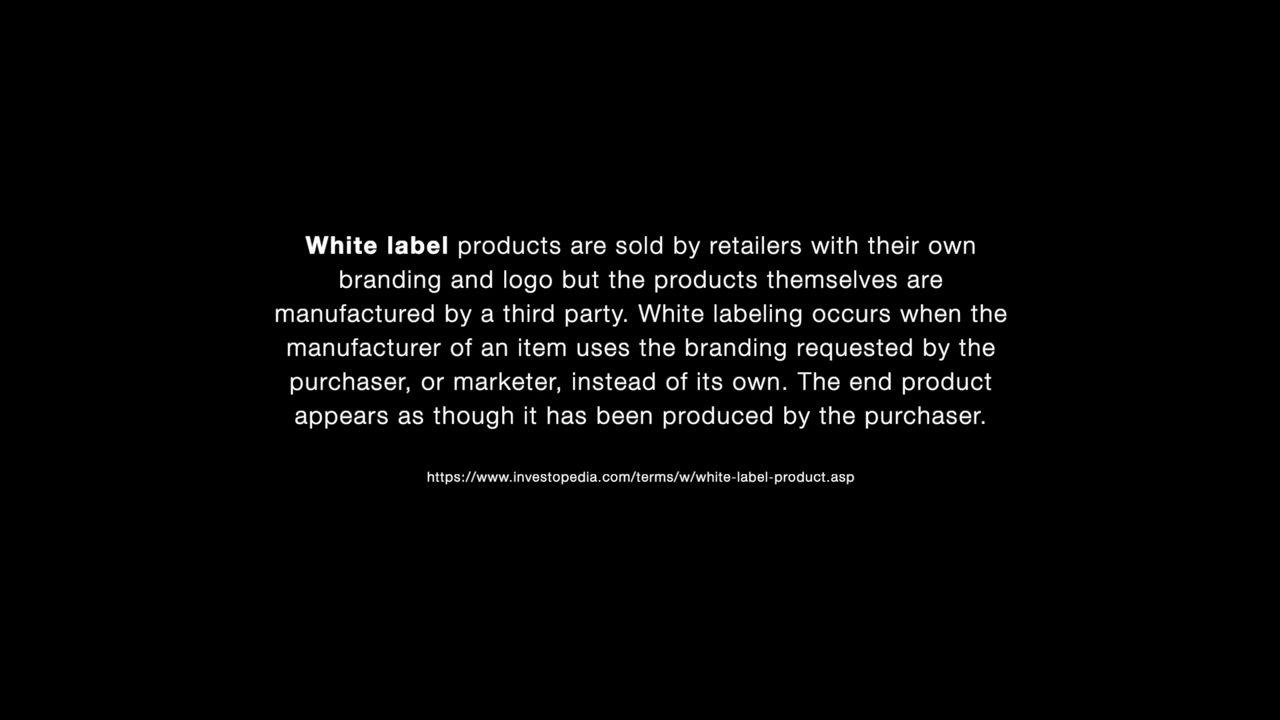 White label products are sold by retailers with their own
branding and logo but the products themselves are
manufactured by a third party. White labeling occurs when the
manufacturer of an item uses the branding requested by the
purchaser, or marketer, instead of its own. The end product
appears as though it has been produced by the purchaser.
https://www.investopedia.com/terms/w/white-label-product.asp